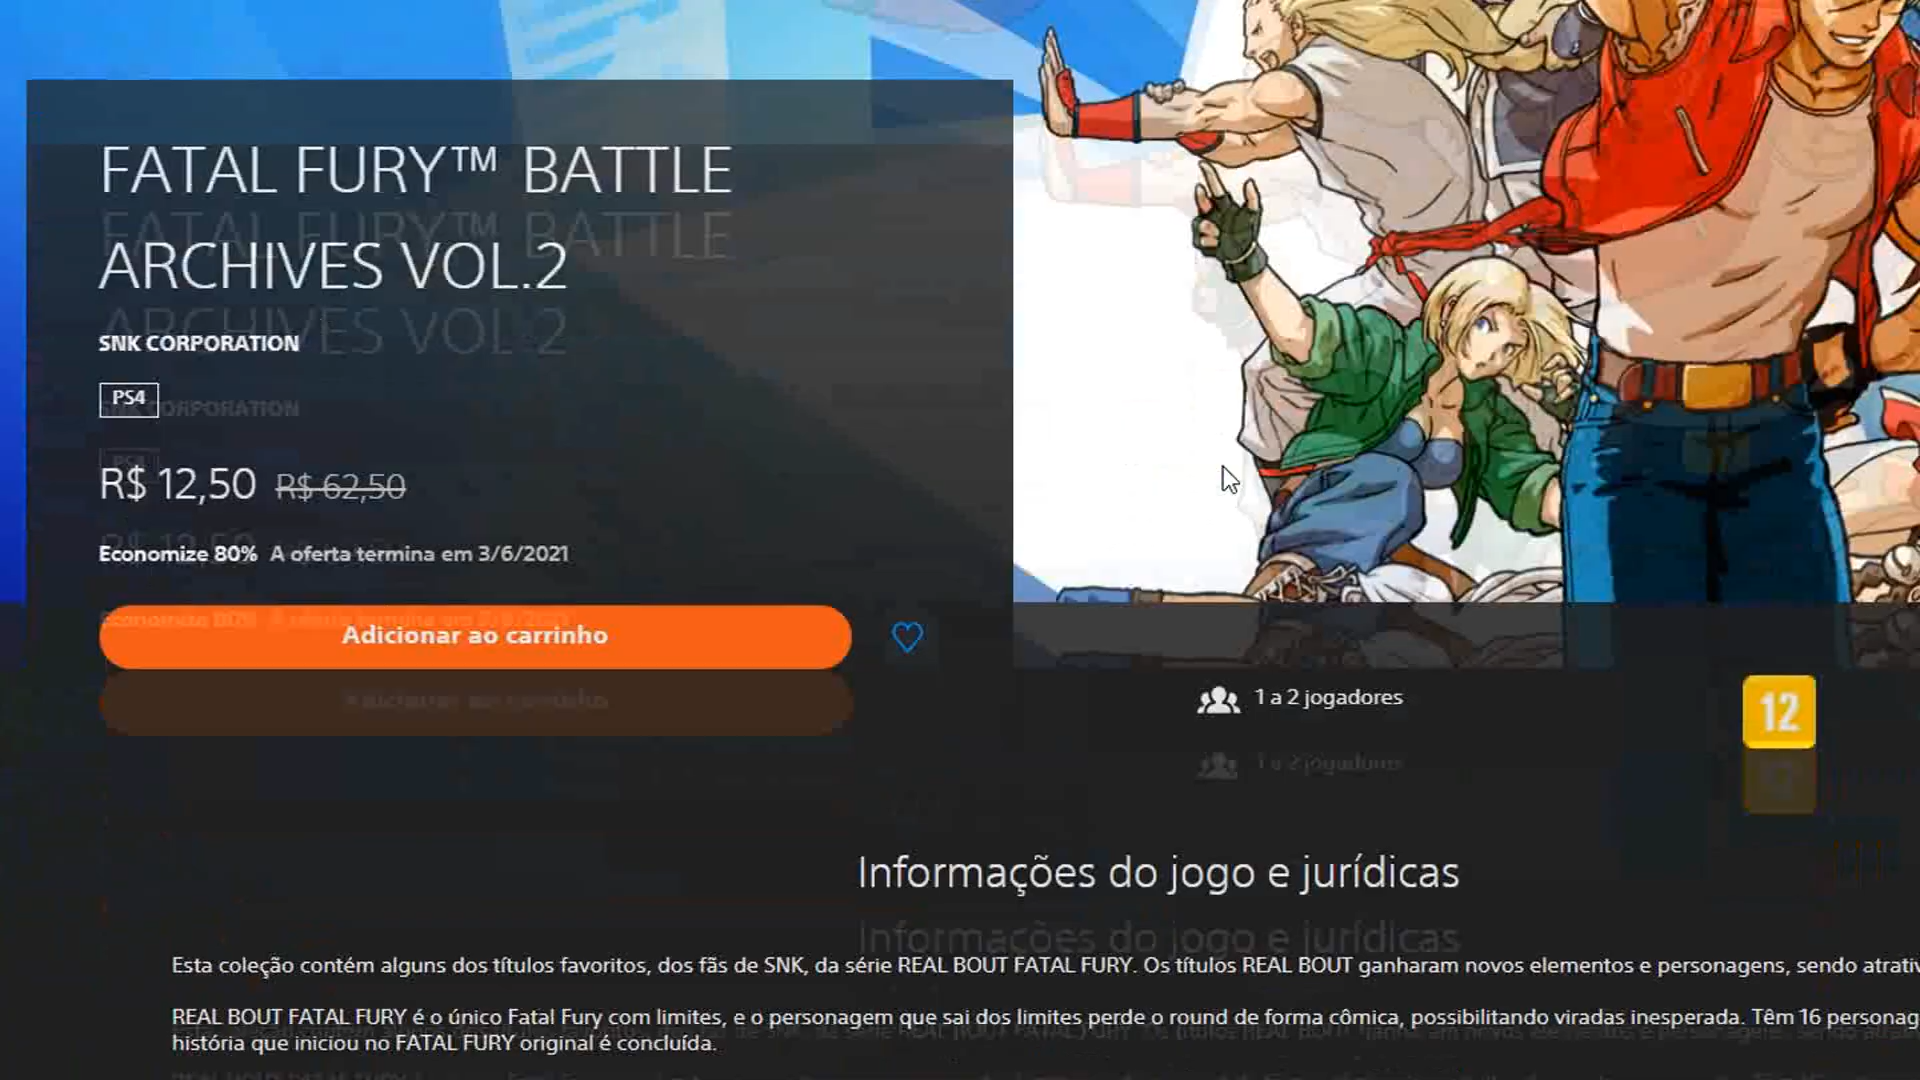 FATAL FURY™ BATTLE
ARCHIVES VOL.2
SNK CORPORATION
PS4
R$ 12,50 R$ 62,50
Economize 80% A oferta termina em 3/6/2021
Adicionar ao carrinho
1 a 2 jogadores
12
Informações do jogo e jurídicas
Esta coleção contém alguns dos títulos favoritos, dos fãs de SNK, da série REAL BOUT FATAL FURY. Os títulos REAL BOUT ganharam novos elementos e personagens, sendo
REAL BOUT FATAL FURY é o único Fatal Fury com limites, e o personagem que sai dos limites perde o round de forma cômica, possibilitando viradas inesperada. Têm 16
história que iniciou no FATAL FURY original é concluída.